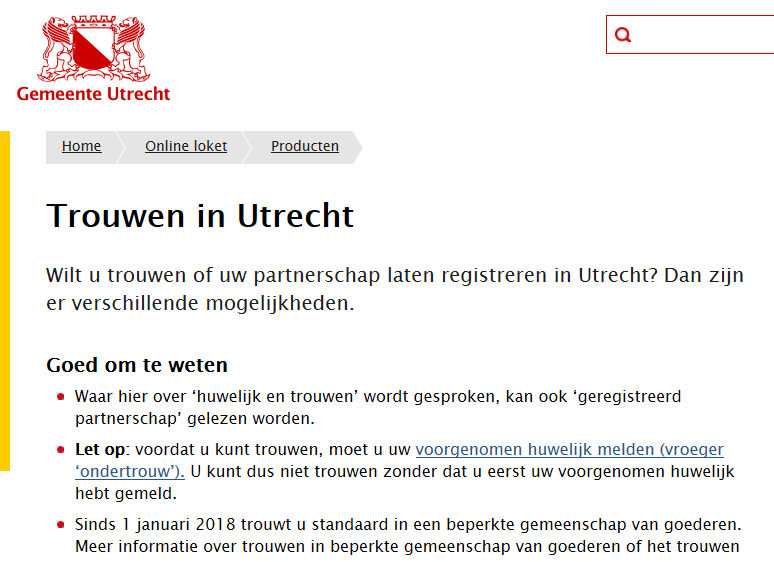 Gemeente Utrecht
Home
Online loket
Producten
Trouwen in Utrecht
Wilt u trouwen of uw partnerschap laten registreren in Utrecht? Dan zijn
er verschillende mogelijkheden.
Goed om te weten
Waar hier over ‘huwelijk en trouwen’ wordt gesproken, kan ook ‘geregistreerd
partnerschap’ gelezen worden.
Let op: voordat u kunt trouwen, moet u uw voorgenomen huwelijk melden (vroeger
‘ondertrouw’). U kunt dus niet trouwen zonder dat u eerst uw voorgenomen huwelijk
hebt gemeld.
Sinds 1 januari 2018 trouwt u standaard in een beperkte gemeenschap van goederen.
Meer informatie over trouwen in beperkte gemeenschap van goederen of het trouwen